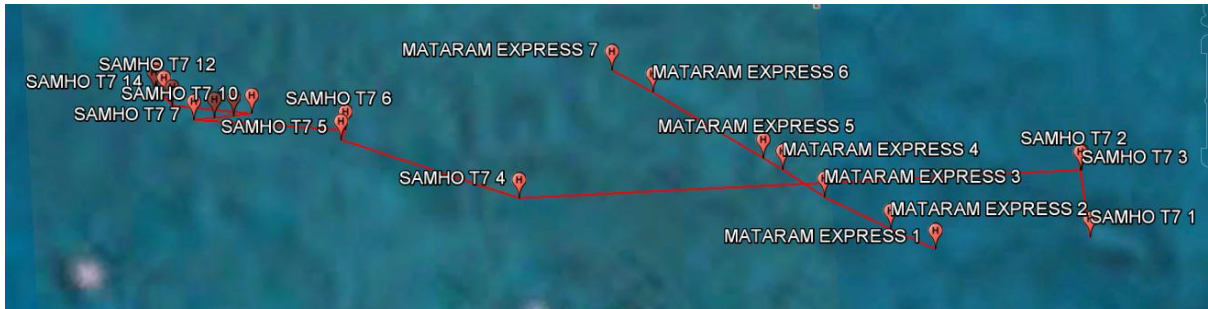 MATARAM EXPRESS 7
SAMHO T7 12
MATARAM EXPRESS 6
SAMHO T7 14
SAMHO T7 10
SAMHO T7 6
SAMHO T7 7
SAMHO T7 5
MATARAM EXPRESS 5
SAMHO T7 2
MATARAM EXPRESS 4
SAMHO T7 3
SAMHO T7 4
MATARAM EXPRESS 3
MATARAM EXPRESS 2
SAMHO T7 1
MATARAM EXPRESS 1